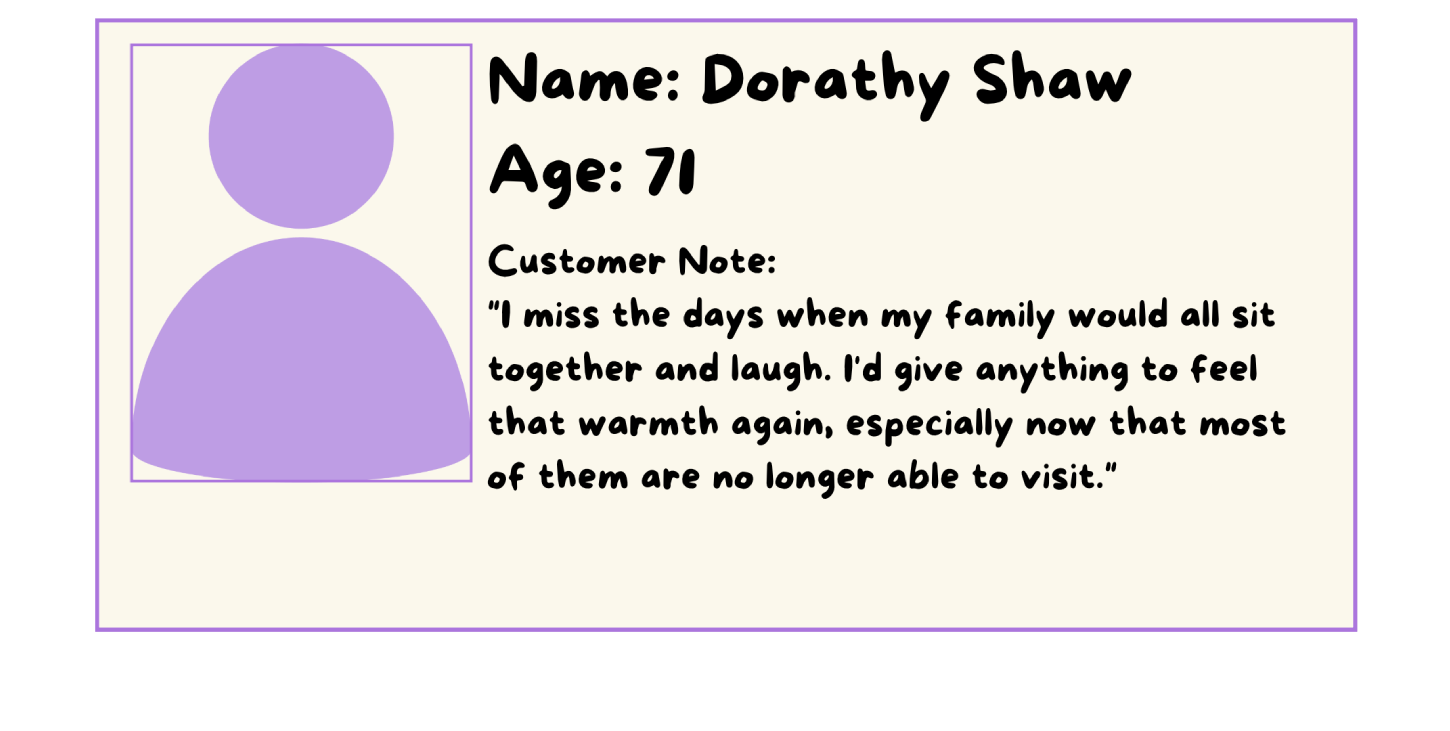 Name: Dorathy Shaw
Age: 71
Customer Note:
"I miss the days when my family would all sit
together and laugh. I'd give anything to feel
that warmth again, especially now that most
of them are no longer able to visit."